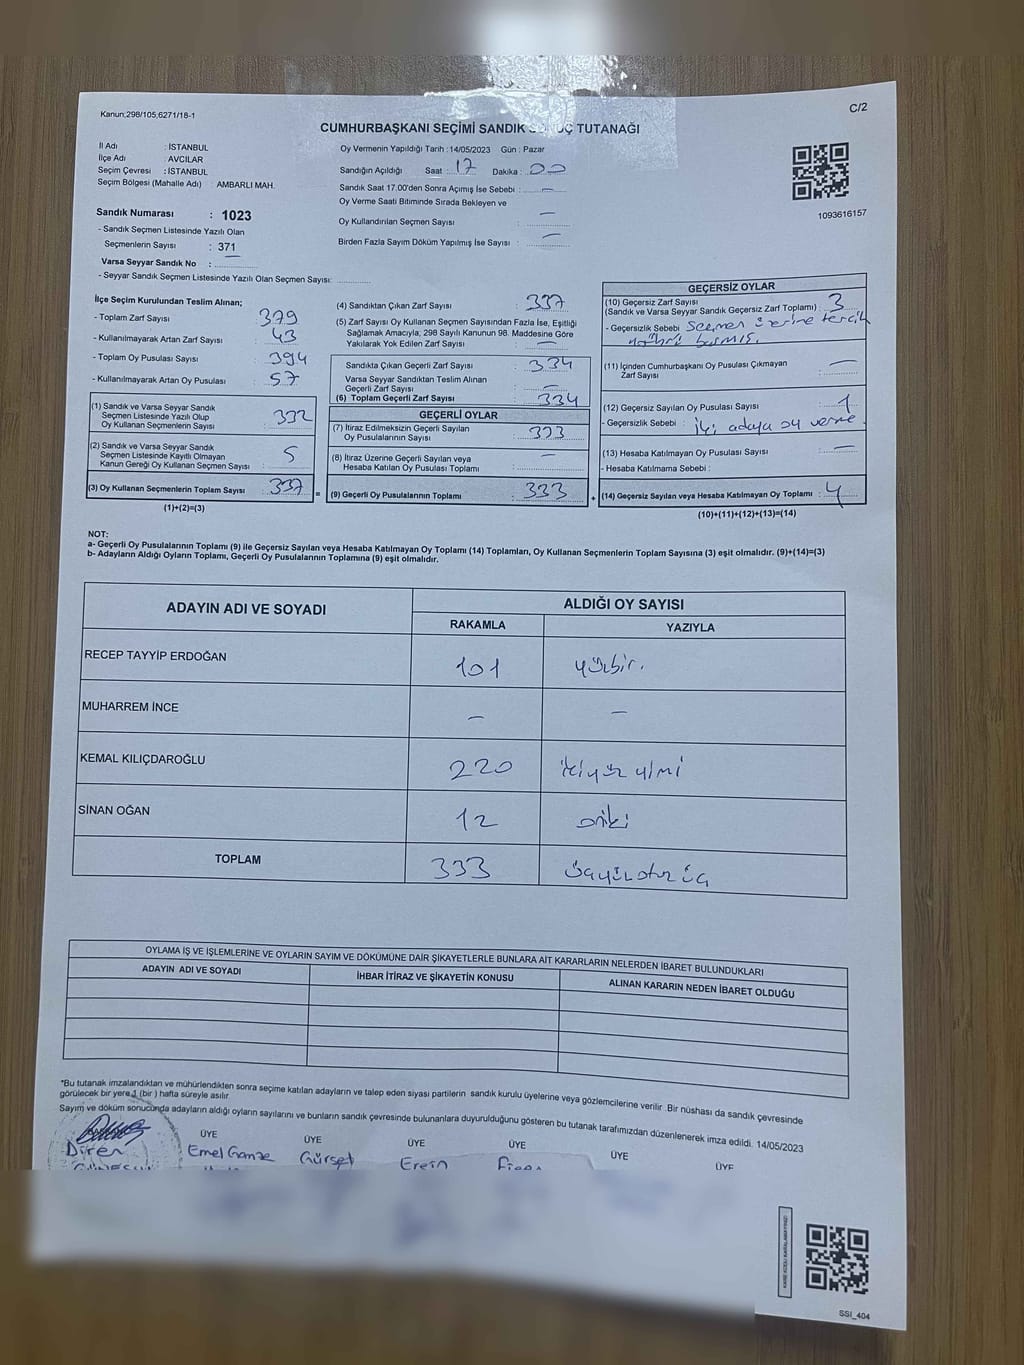 Kanun;298/105,6271/18-1
C/2
CUMHURBAŞKANI SEÇİMİ SANDIK TUTANAĞI
İl Adı : İSTANBUL
İlçe Adı : AVCILAR
Seçim Çevresi : İSTANBUL
Seçim Bölgesi (Mahalle Adı) : AMBARLI MAH.
Sandık Numarası : 1023
- Sandık Seçmen Listesinde Yazılı Olan
Seçmenlerin Sayısı : 371
Varsa Seyyar Sandık No :
- Seyyar Sandık Seçmen Listesinde Yazılı Olan Seçmen Sayısı:
Oy Vermenin Yapıldığı Tarih :14/05/2023 Gün : Pazar
Sandığın Açıldığı Saat : 17 Dakika : 00
Sandık Saat 17.00'den Sonra Açımış İse Sebebi : —
Oy Verme Saati Bitiminde Sırada Bekleyen ve
Oy Kullandırılan Seçmen Sayısı : —
Birden Fazla Sayım Döküm Yapılmış İse Sayısı : —
1093616157
İlçe Seçim Kurulundan Teslim Alınan;
- Toplam Zarf Sayısı : 379
- Kullanılmayarak Artan Zarf Sayısı : 43
- Toplam Oy Pusulası Sayısı : 394
- Kullanılmayarak Artan Oy Pusulası : 57
(1) Sandık ve Varsa Seyyar Sandık
Seçmen Listesinde Yazılı Olup
Oy Kullanan Seçmenlerin Sayısı : 332
(2) Sandık ve Varsa Seyyar Sandık
Seçmen Listesinde Kayıtlı Olmayan
Kanun Gereği Oy Kullanan Seçmen Sayısı : 5
(3) Oy Kullanan Seçmenlerin Toplam Sayısı : 337
(1)+(2)=(3)
(4) Sandıktan Çıkan Zarf Sayısı : 337
(5) Zarf Sayısı Oy Kullanan Seçmen Sayısından Fazla İse, Eşitliği
Sağlamak Amacıyla, 298 Sayılı Kanunun 98. Maddesine Göre
Yakılarak Yok Edilen Zarf Sayısı : —
Sandıkta Çıkan Geçerli Zarf Sayısı : 334
Varsa Seyyar Sandıktan Teslim Alınan
Geçerli Zarf Sayısı : —
(6) Toplam Geçerli Zarf Sayısı : 334
GEÇERLİ OYLAR
(7) İtiraz Edilmeksizin Geçerli Sayılan
Oy Pusulalarının Sayısı : 333
(8) İtiraz Üzerine Geçerli Sayılan veya
Hesaba Katılan Oy Pusulaları Toplamı : —
= (9) Geçerli Oy Pusulalarının Toplamı : 333
GEÇERSİZ OYLAR
(10) Geçersiz Zarf Sayısı
(Sandık ve Varsa Seyyar Sandık Geçersiz Zarf Toplamı) : 3
- Geçersizlik Sebebi : Seçmen üzerine tercih
mührü basmış.
(11) İçinden Cumhurbaşkanı Oy Pusulası Çıkmayan
Zarf Sayısı : —
(12) Geçersiz Sayılan Oy Pusulası Sayısı : 1
- Geçersizlik Sebebi : iki adaya oy verme
(13) Hesaba Katılmayan Oy Pusulası Sayısı : —
- Hesaba Katılmama Sebebi :
+ (14) Geçersiz Sayılan veya Hesaba Katılmayan Oy Toplamı : 4
(10)+(11)+(12)+(13)=(14)
NOT:
a- Geçerli Oy Pusulalarının Toplamı (9) ile Geçersiz Sayılan veya Hesaba Katılmayan Oy Toplamı (14) Toplamları, Oy Kullanan Seçmenlerin Toplam Sayısına (3) eşit olmalıdır. (9)+(14)=(3)
b- Adayların Aldığı Oyların Toplamı, Geçerli Oy Pusulalarının Toplamına (9) eşit olmalıdır.
ADAYIN ADI VE SOYADI ALDIĞI OY SAYISI
RAKAMLA YAZIYLA
RECEP TAYYİP ERDOĞAN 101 yüzbir.
MUHARREM İNCE — —
KEMAL KILIÇDAROĞLU 220 ikiyüz yirmi
SİNAN OĞAN 12 oniki
TOPLAM 333 üçyüzotuz üç
OYLAMA İŞ VE İŞLEMLERİNE VE OYLARIN SAYIM VE DÖKÜMÜNE DAİR ŞİKAYETLERLE BUNLARA AİT KARARLARIN NELERDEN İBARET BULUNDUKLARI
ADAYIN ADI VE SOYADI İHBAR İTİRAZ VE ŞİKAYETİN KONUSU ALINAN KARARIN NEDEN İBARET OLDUĞU
*Bu tutanak imzalandıktan ve mühürlendikten sonra seçime katılan adayların ve talep eden siyasi partilerin sandık kurulu üyelerine veya gözlemcilerine verilir .Bir nüshası da sandık çevresinde
görülecek bir yere 1 (bir ) hafta süreyle asılır.
Sayım ve döküm sonucunda adayların aldığı oyların sayılarını ve bunların sandık çevresinde bulunanlara duyurulduğunu gösteren bu tutanak tarafımızdan düzenlenerek imza edildi. 14/05/2023
ÜYE ÜYE ÜYE ÜYE ÜYE ÜYE
Diren Emel Gamze Gürsel
SSI_404